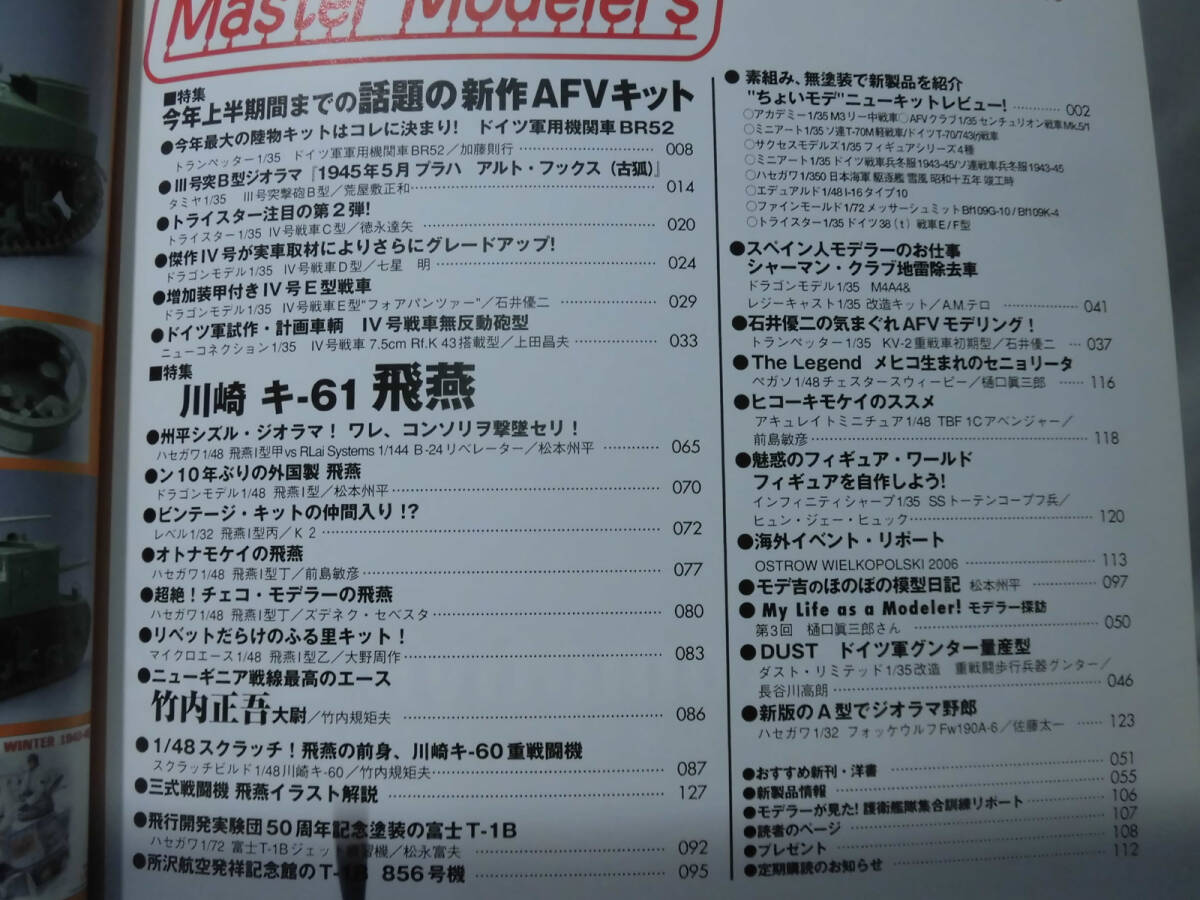 Master Modelers
■特集
今年上半期間までの話題の新作AFVキット
●今年最大の陸物キットはコレに決まり! ドイツ軍用機関車BR52
トランペッター1/35 ドイツ軍軍用機関車BR52／加藤則行 008
●III号突B型ジオラマ『1945年5月 プラハ アルト・フックス(古狐)』
タミヤ1/35 III号突撃砲B型／荒屋敷正和 014
●トライスター注目の第2弾!
トライスター1/35 IV号戦車C型／徳永達矢 020
●傑作IV号が実車取材によりさらにグレードアップ!
ドラゴンモデル1/35 IV号戦車D型／七星 明 024
●増加装甲付きIV号E型戦車
ドラゴンモデル1/35 IV号戦車E型"フォアパンツァー"／石井優二 029
●ドイツ軍試作・計画車輌 IV号戦車無反動砲型
ニューコネクション1/35 IV号戦車 7.5cm Rf.K 43搭載型／上田昌夫 033
■特集
川崎 キ-61 飛燕
●州平シズル・ジオラマ! ワレ、コンソリヲ撃墜セリ!
ハセガワ1/48 飛燕I型甲vs RLai Systems 1/144 B-24リベレーター／松本州平 065
●ン10年ぶりの外国製 飛燕
ドラゴンモデル1/48 飛燕I型／松本州平 070
●ビンテージ・キットの仲間入り!?
レベル1/32 飛燕I型丙／K2 072
●オトナモケイの飛燕
ハセガワ1/48 飛燕I型丁／前島敏彦 077
●超絶!チェコ・モデラーの飛燕
ハセガワ1/48 飛燕I型丁／ズデネク・セベスタ 080
●リベットだらけのふる里キット!
マイクロエース1/48 飛燕I型乙／大野周作 083
●ニューギニア戦線最高のエース
竹内正吾大尉／竹内規矩夫 086
●1/48スクラッチ!飛燕の前身、川崎キ-60重戦闘機
スクラッチビルド1/48川崎キ-60／竹内規矩夫 087
●三式戦闘機 飛燕イラスト解説 127
●飛行開発実験団50周年記念塗装の富士T-1B
ハセガワ1/72 富士T-1Bジェット練習機／松永富夫 092
●所沢航空発祥記念館のT-1B 856号機 095
●素組み、無塗装で新製品を紹介
"ちょいモデ"ニューキットレビュー! 002
○アカデミー1/35 M3リー中戦車○AFVクラブ1/35センチュリオン戦車Mk.5/1
○ミニアート1/35 ソ連T-70M軽戦車/ドイツT-70/743(r)戦車
○サクセスモデルズ1/35フィギュアシリーズ4種
○ミニアート1/35ドイツ戦車兵冬服1943-45/ソ連戦車兵冬服1943-45
○ハセガワ1/350 日本海軍 駆逐艦 雪風 昭和十五年 竣工時
○エデュアルド1/48 I-16タイプ10
○ファインモールド1/72メッサーシュミットBf109G-10／Bf109K-4
○トライスター1/35ドイツ38(t)戦車E/F型
●スペイン人モデラーのお仕事
シャーマン・クラブ地雷除去車
ドラゴンモデル1/35 M4A4&
レジーキャスト1/35 改造キット／A.M.テロ 041
●石井優二の気まぐれAFVモデリング!
トランペッター1/35 KV-2重戦車初期型／石井優二 037
●The Legend メヒコ生まれのセニョリータ
ペガソ1/48チェスタースウィーピー／樋口眞三郎 116
●ヒコーキモケイのススメ
アキュレイトミニチュア1/48 TBF 1Cアベンジャー／
前島敏彦 118
●魅惑のフィギュア・ワールド
フィギュアを自作しよう!
インフィニティシャープ1/35 SSトーテンコープフ兵／
ヒュン・ジェー・ヒュック 120
●海外イベント・リポート
OSTROW WIELKOPOLSKI 2006 113
●モデ吉のほのぼの模型日記 松本州平 097
●My Life as a Modeler! モデラー探訪
第3回 樋口眞三郎さん 050
●DUST ドイツ軍グンター量産型
ダスト・リミテッド1/35改造 重戦闘歩行兵器グンター／
長谷川高朗 046
●新版のA型でジオラマ野郎
ハセガワ1/32 フォッケウルフFw190A-6／佐藤太一 123
●おすすめ新刊・洋書 051
●新製品情報 055
●モデラーが見た!護衛艦隊集合訓練リポート 106
●読者のページ 107
●プレゼント 108
●定期購読のお知らせ 112